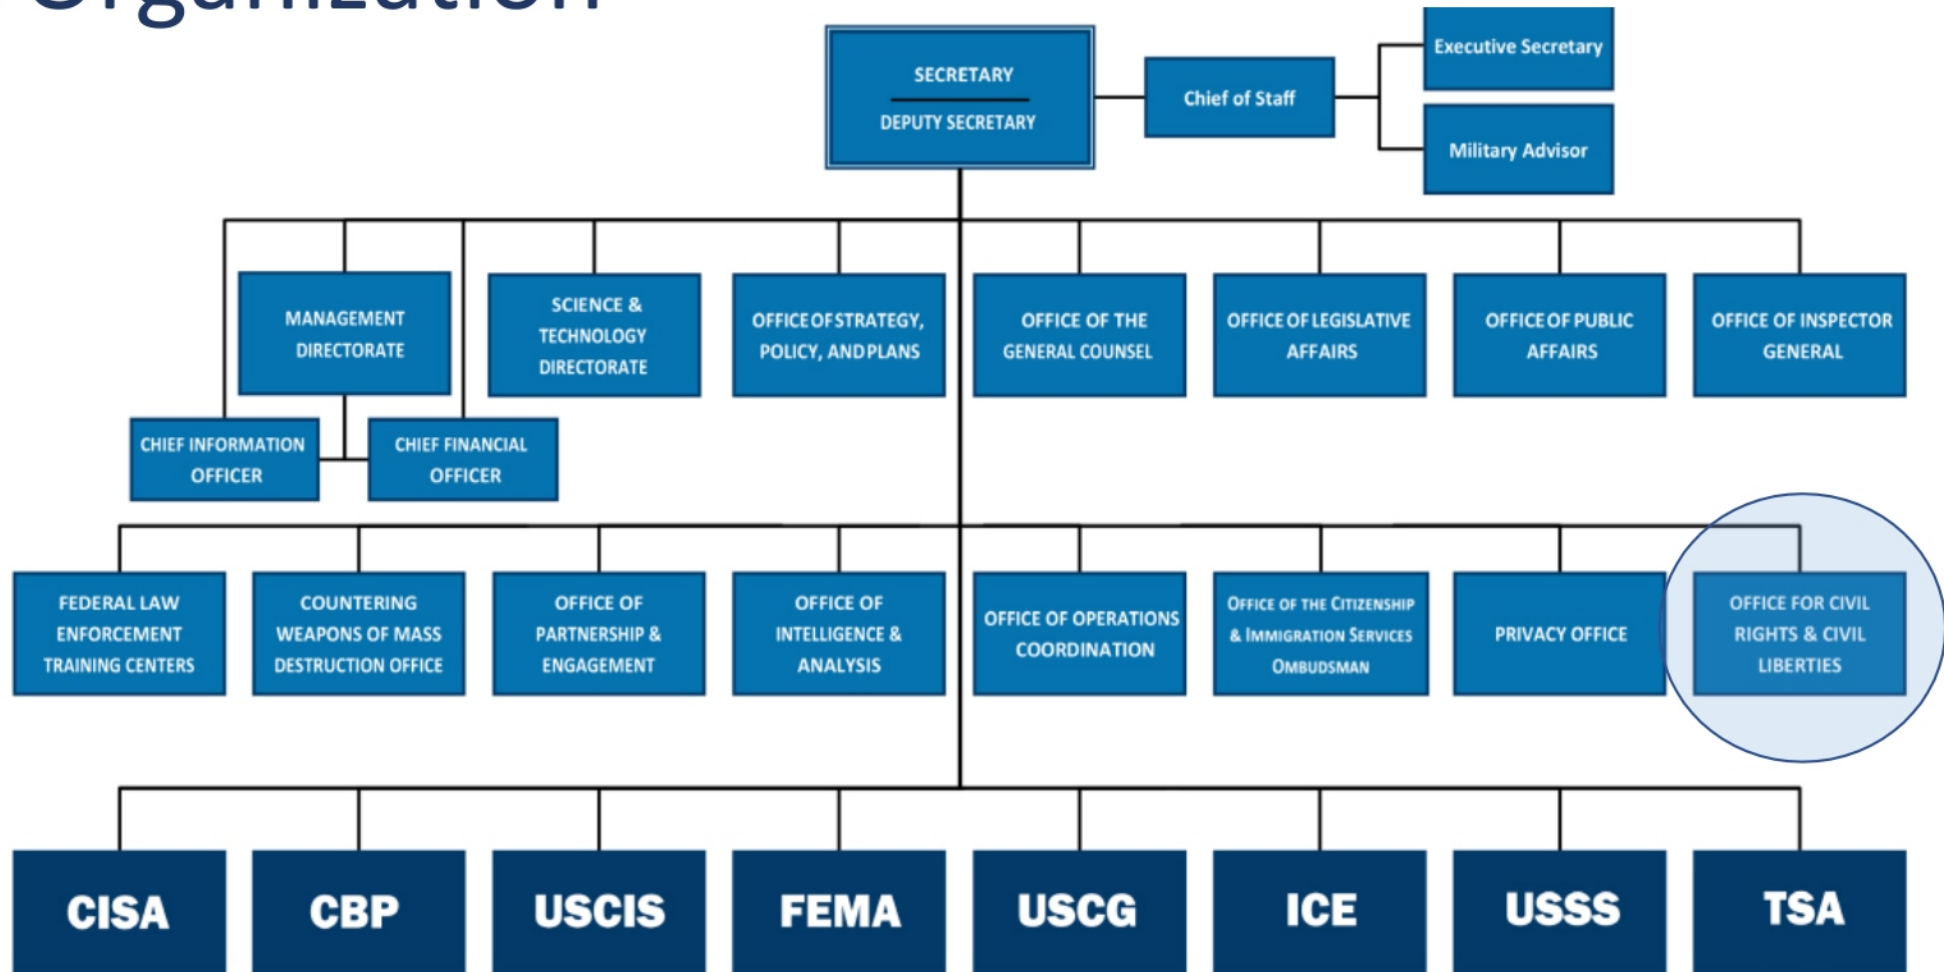 Organization
SECRETARY
DEPUTY SECRETARY
Chief of Staff
Executive Secretary
Military Advisor
MANAGEMENT
DIRECTORATE
SCIENCE &
TECHNOLOGY
DIRECTORATE
OFFICE OF STRATEGY,
POLICY, AND PLANS
OFFICE OF THE
GENERAL COUNSEL
OFFICE OF LEGISLATIVE
AFFAIRS
OFFICE OF PUBLIC
AFFAIRS
OFFICE OF INSPECTOR
GENERAL
CHIEF INFORMATION
OFFICER
CHIEF FINANCIAL
OFFICER
FEDERAL LAW
ENFORCEMENT
TRAINING CENTERS
COUNTERING
WEAPONS OF MASS
DESTRUCTION OFFICE
OFFICE OF
PARTNERSHIP &
ENGAGEMENT
OFFICE OF
INTELLIGENCE &
ANALYSIS
OFFICE OF OPERATIONS
COORDINATION
OFFICE OF THE CITIZENSHIP
& IMMIGRATION SERVICES
OMBUDSMAN
PRIVACY OFFICE
OFFICE FOR CIVIL
RIGHTS & CIVIL
LIBERTIES
CISA
CBP
USCIS
FEMA
USCG
ICE
USSS
TSA